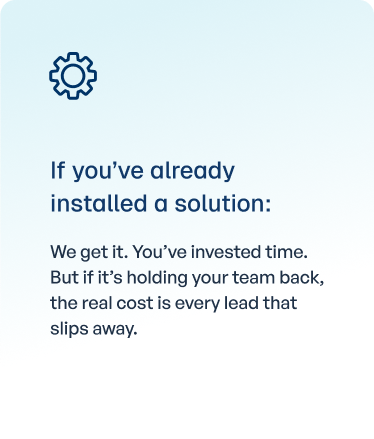 If you’ve already
installed a solution:
We get it. You’ve invested time.
But if it’s holding your team back,
the real cost is every lead that
slips away.